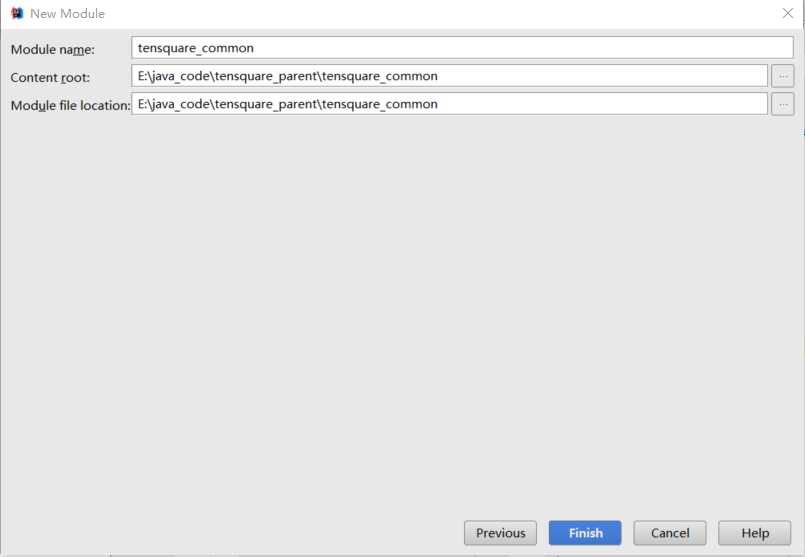 New Module
Module name: tensquare_common
Content root: E:\java_code\tensquare_parent\tensquare_common ...
Module file location: E:\java_code\tensquare_parent\tensquare_common ...
Previous Finish Cancel Help